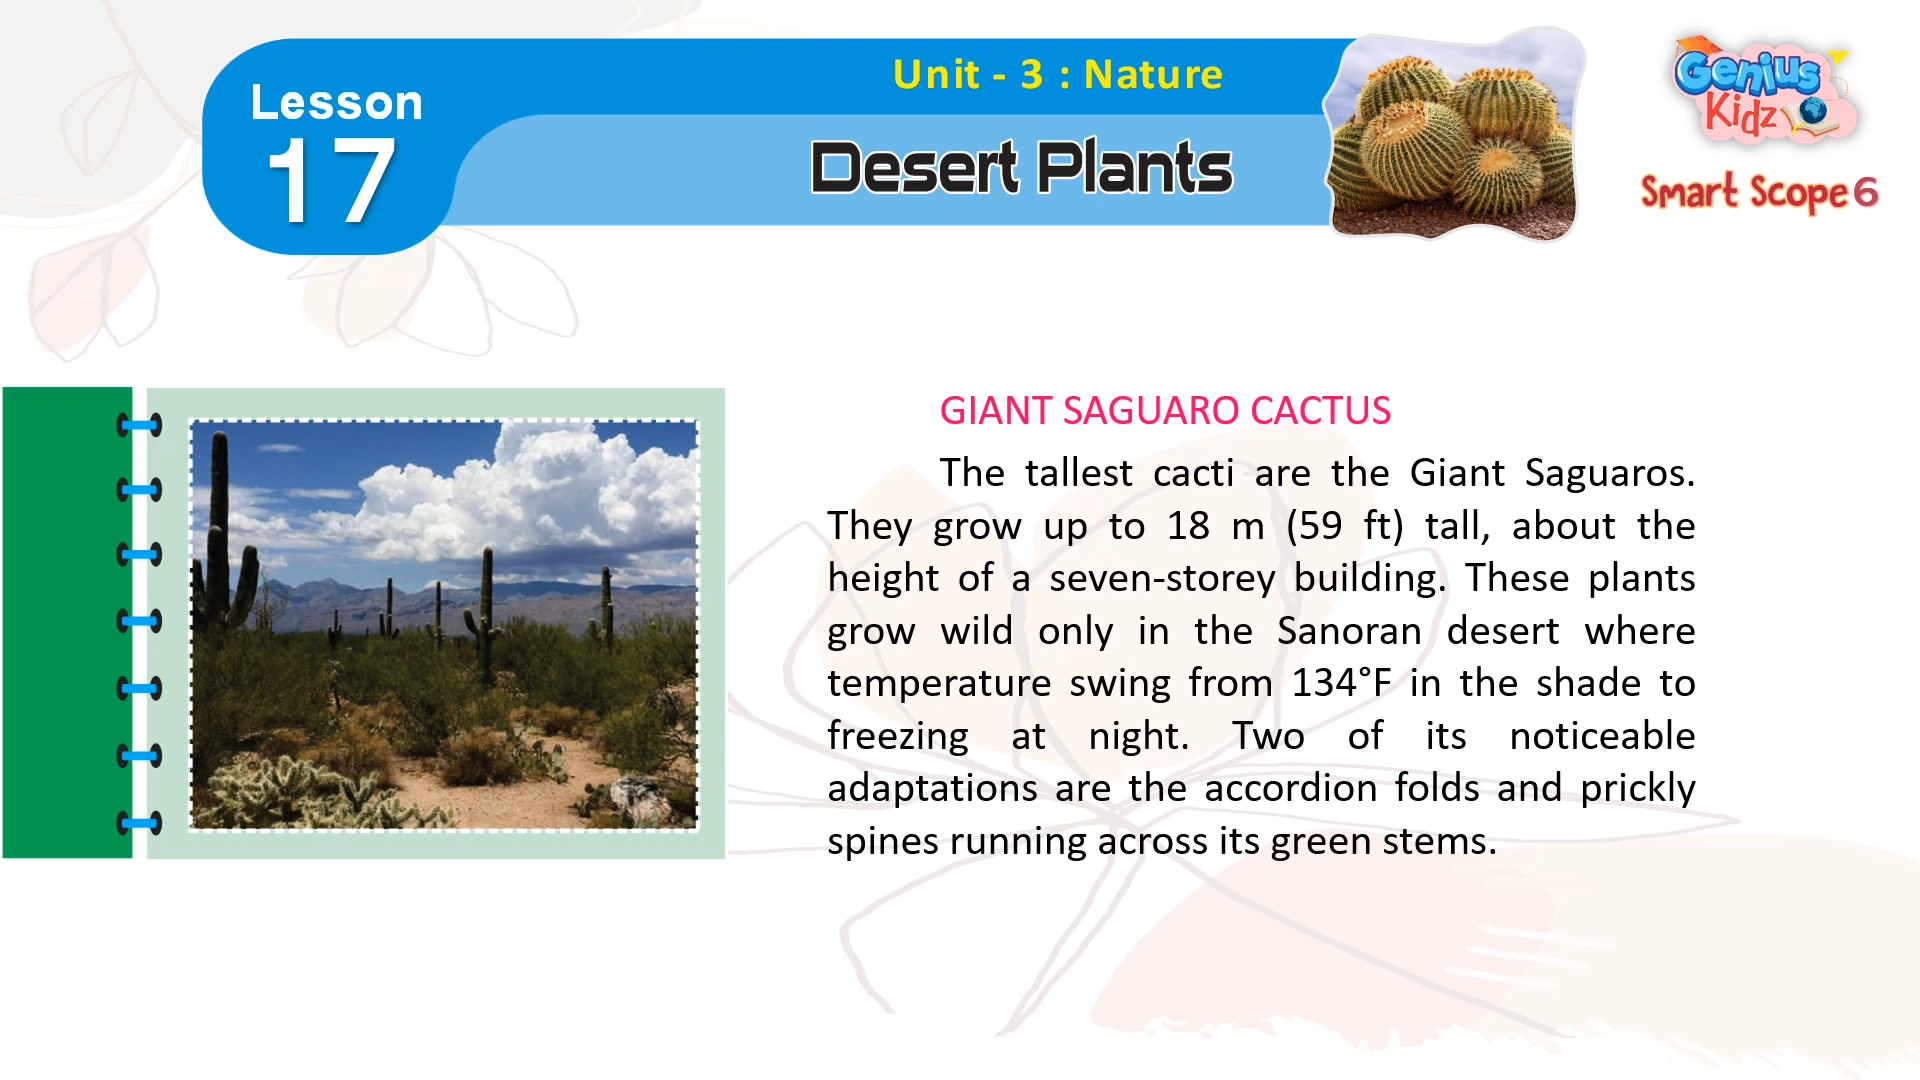 Unit - 3 : Nature
Lesson
17
Desert Plants
Genius
Kidz
Smart Scope 6
GIANT SAGUARO CACTUS
The tallest cacti are the Giant Saguaros.
They grow up to 18 m (59 ft) tall, about the
height of a seven-storey building. These plants
grow wild only in the Sanoran desert where
temperature swing from 134°F in the shade to
freezing at night. Two of its noticeable
adaptations are the accordion folds and prickly
spines running across its green stems.